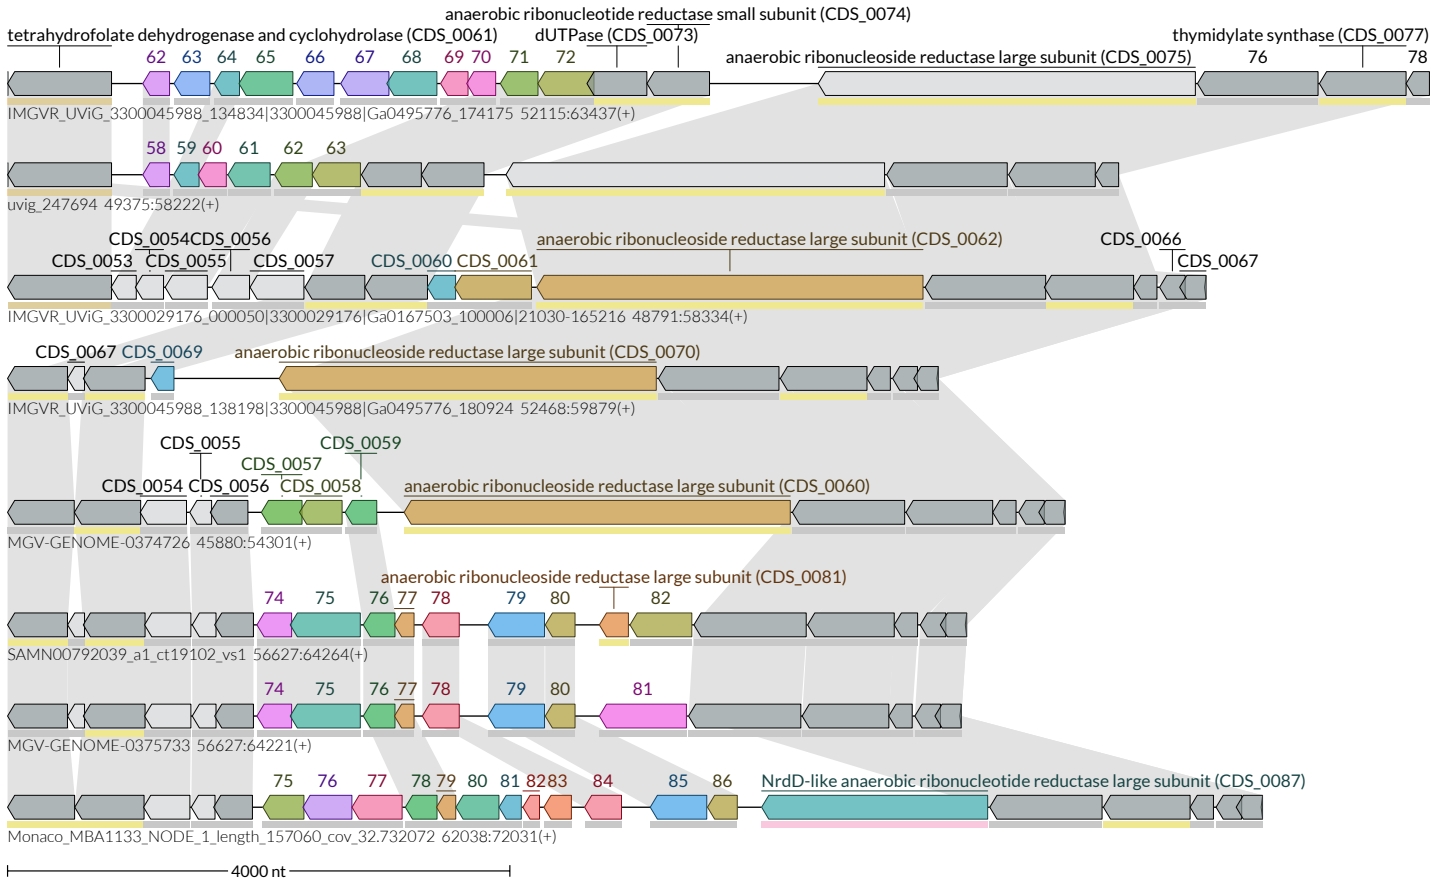 anaerobic ribonucleotide reductase small subunit (CDS_0074)
tetrahydrofolate dehydrogenase and cyclohydrolase (CDS_0061) dUTPase (CDS_0073) thymidylate synthase (CDS_0077)
62 63 64 65 66 67 68 69 70 71 72 anaerobic ribonucleotide reductase large subunit (CDS_0075) 76 78
IMGVR_UViG_3300045988_134834|3300045988|Ga0495776_174175 52115:63437(+)
58 59 60 61 62 63
uvig_247694 49375:58222(+)
CDS_0054 CDS_0056 anaerobic ribonucleoside reductase large subunit (CDS_0062) CDS_0066
CDS_0053 CDS_0055 CDS_0057 CDS_0060 CDS_0061 CDS_0067
IMGVR_UViG_3300029176_000050|3300029176|Ga0167503_100006|21030-165216 48791:58334(+)
CDS_0067 CDS_0069 anaerobic ribonucleoside reductase large subunit (CDS_0070)
IMGVR_UViG_3300045988_138198|3300045988|Ga0495776_180924 52468:59879(+)
CDS_0055 CDS_0059
CDS_0057
CDS_0054 CDS_0056 CDS_0058 anaerobic ribonucleoside reductase large subunit (CDS_0060)
MGV-GENOME-0374726 45880:54301(+)
anaerobic ribonucleoside reductase large subunit (CDS_0081)
74 75 76 77 78 79 80 82
SAMN00792039_a1_ct19102_vs1 56627:64264(+)
74 75 76 77 78 79 80 81
MGV-GENOME-0375733 56627:64221(+)
75 76 77 78 79 80 81 82 83 84 85 86 NrdD-like anaerobic ribonucleotide reductase large subunit (CDS_0087)
Monaco_MBA1133_NODE_1_length_157060_cov_32.732072 62038:72031(+)
4000 nt